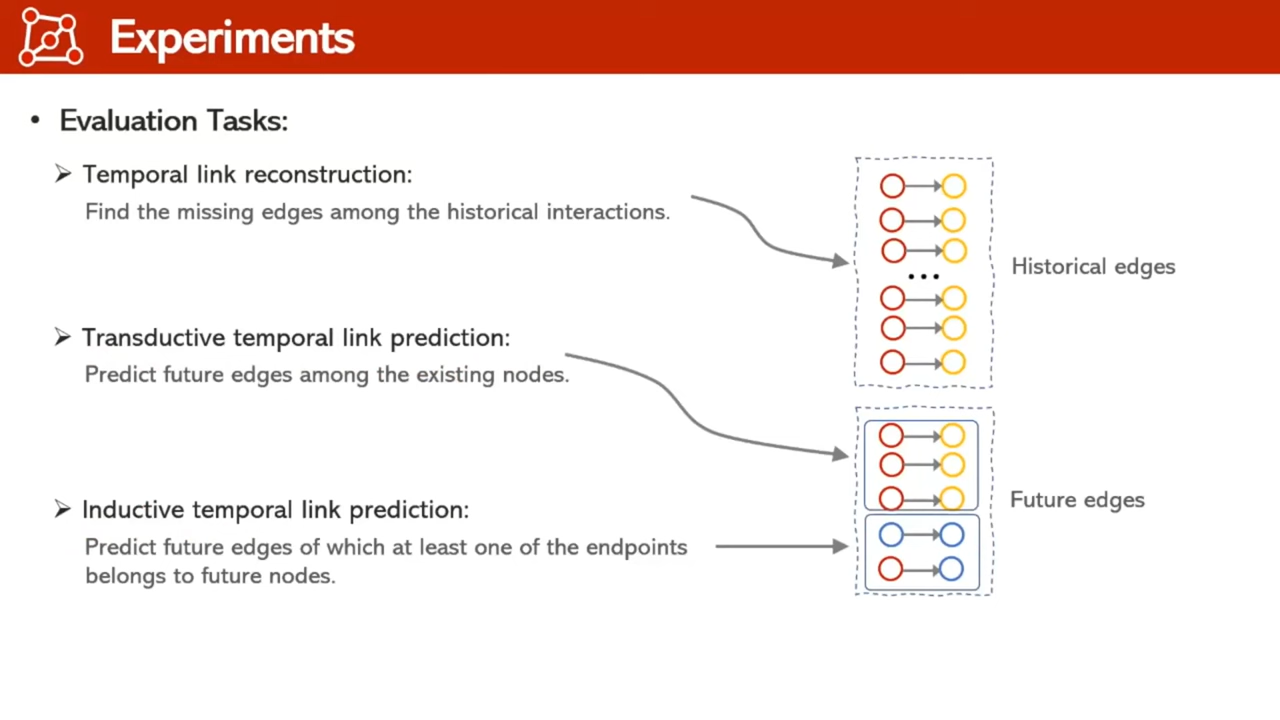 Experiments
• Evaluation Tasks:
➢ Temporal link reconstruction:
Find the missing edges among the historical interactions.
Historical edges
➢ Transductive temporal link prediction:
Predict future edges among the existing nodes.
➢ Inductive temporal link prediction:
Predict future edges of which at least one of the endpoints
belongs to future nodes.
...
Future edges